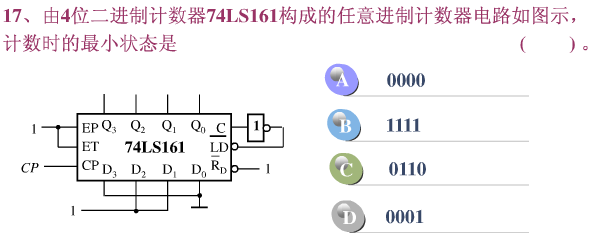 17、由4位二进制计数器74LS161构成的任意进制计数器电路如图示，
计数时的最小状态是 （ ）。
A 0000
B 1111
C 0110
D 0001
1 EP Q3 Q2 Q1 Q0 C 1
ET 74LS161 LD
CP CP D3 D2 D1 D0 RD 1
1